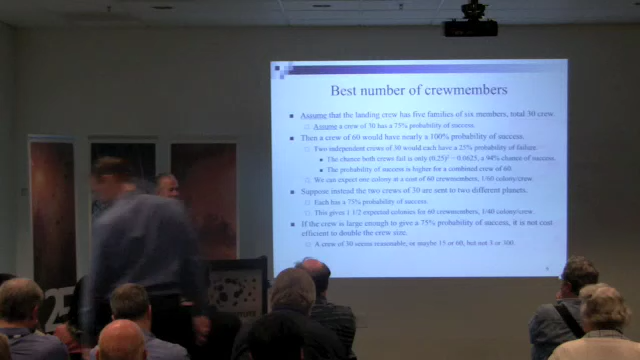 Best number of crewmembers
Assume that the landing crew has five families of six members, total 30 crew.
Assume a crew of 30 has a 75% probability of success.
Then a crew of 60 would have nearly a 100% probability of success.
Two independent crews of 30 would each have a 25% probability of failure.
The chance both crews fail is only (0.25)² = 0.0625, a 94% chance of success.
The probability of success is higher for a combined crew of 60
We can expect one colony at a cost of 60 crewmembers, 1/60 colony/crew.
Suppose instead the two crews of 30 are sent to two different planets.
Each has a 75% probability of success.
This gives 1 1/2 expected colonies for 60 crewmembers, 1/40 colony/crew.
If the crew is large enough to give a 75% probability of success, it is not cost
efficient to double the crew size.
A crew of 30 seems reasonable, or maybe 15 or 60, but not 3 or 300.
25